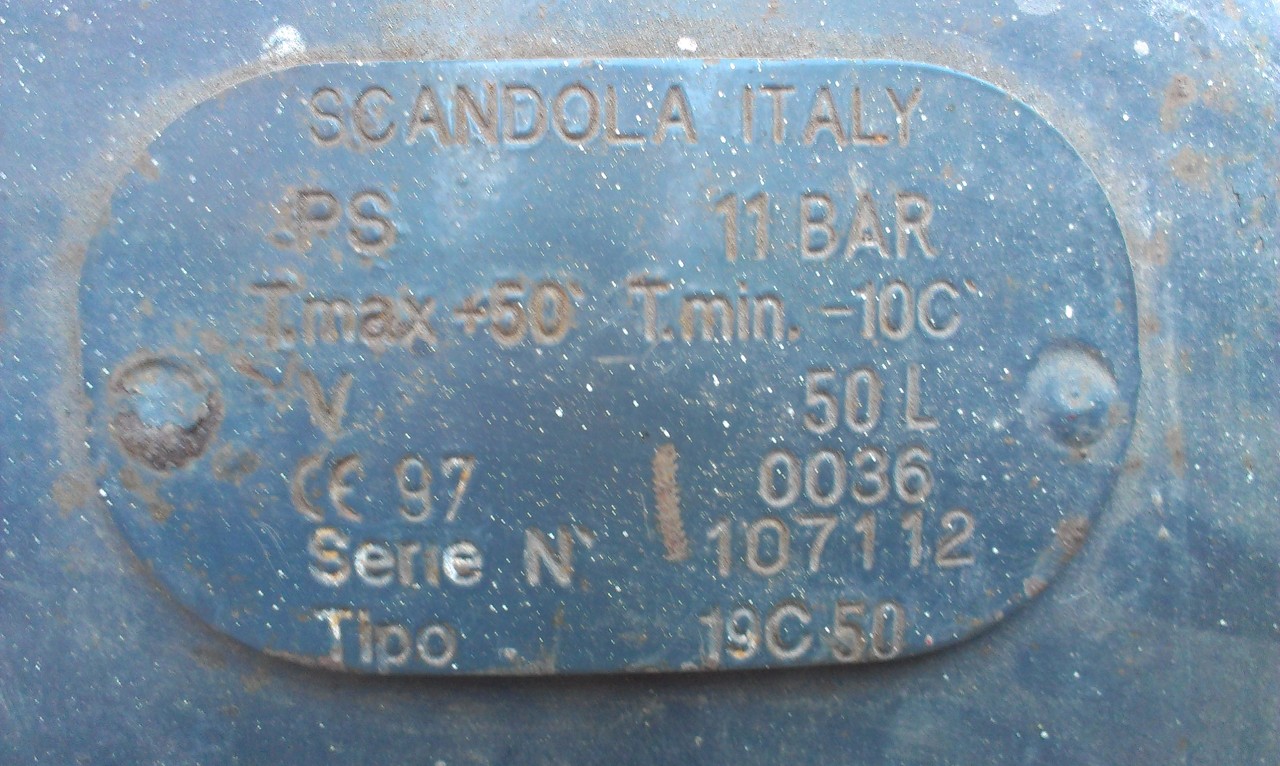 SCANDOLA ITALY
PS 11 BAR
T.max +50° T.min. -10C°
V 50 L
CE 97 0036
Serie N° 107112
Tipo 19C 50